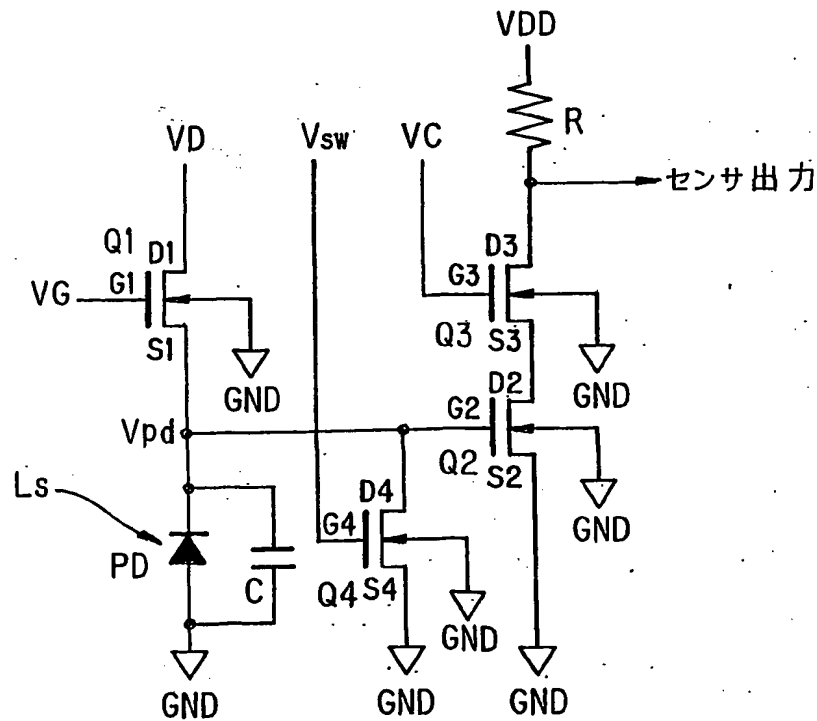 VDD
R
VD
Vsw
VC
センサ出力
Q1
D1
G1
VG
S1
GND
D3
G3
Q3
S3
GND
D2
G2
Q2
S2
GND
Vpd
Ls
PD
C
D4
G4
Q4
S4
GND
GND
GND
GND